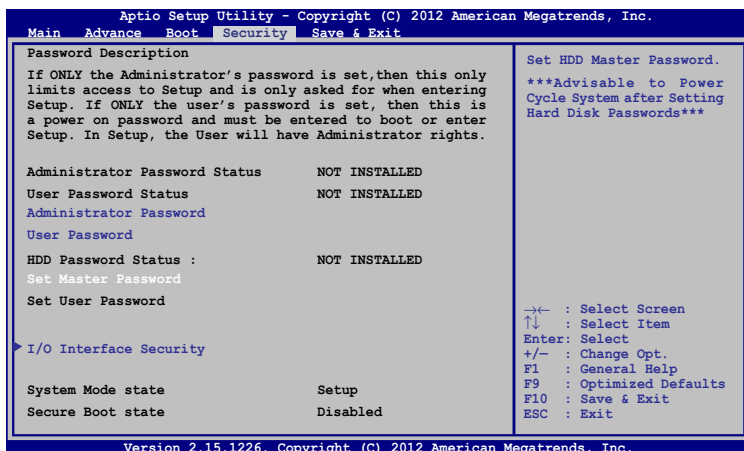 Aptio Setup Utility - Copyright (C) 2012 American Megatrends, Inc.
Main Advance Boot Security Save & Exit
Password Description
If ONLY the Administrator's password is set,then this only
limits access to Setup and is only asked for when entering
Setup. If ONLY the user's password is set, then this is
a power on password and must be entered to boot or enter
Setup. In Setup, the User will have Administrator rights.
Administrator Password Status NOT INSTALLED
User Password Status NOT INSTALLED
Administrator Password
User Password
HDD Password Status : NOT INSTALLED
Set Master Password
Set User Password
I/O Interface Security
System Mode state Setup
Secure Boot state Disabled
Set HDD Master Password.
***Advisable to Power
Cycle System after Setting
Hard Disk Passwords***
→← : Select Screen
↑↓ : Select Item
Enter: Select
+/— : Change Opt.
F1 : General Help
F9 : Optimized Defaults
F10 : Save & Exit
ESC : Exit
Version 2.15.1226. Copyright (C) 2012 American Megatrends, Inc.